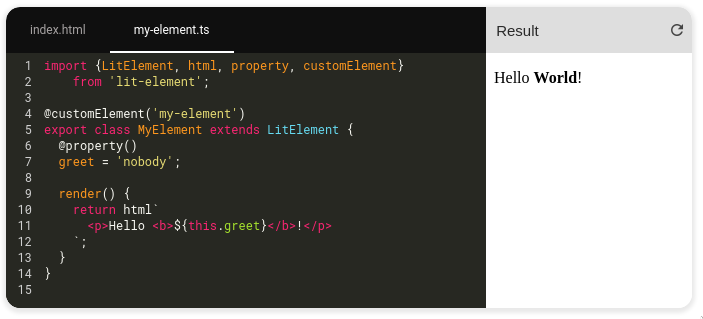 index.html
my-element.ts
Result
1 import {LitElement, html, property, customElement}
2     from 'lit-element';
3
4 @customElement('my-element')
5 export class MyElement extends LitElement {
6   @property()
7   greet = 'nobody';
8
9   render() {
10     return html`
11       <p>Hello <b>${this.greet}</b>!</p>
12     `;
13   }
14 }
15
Hello World!